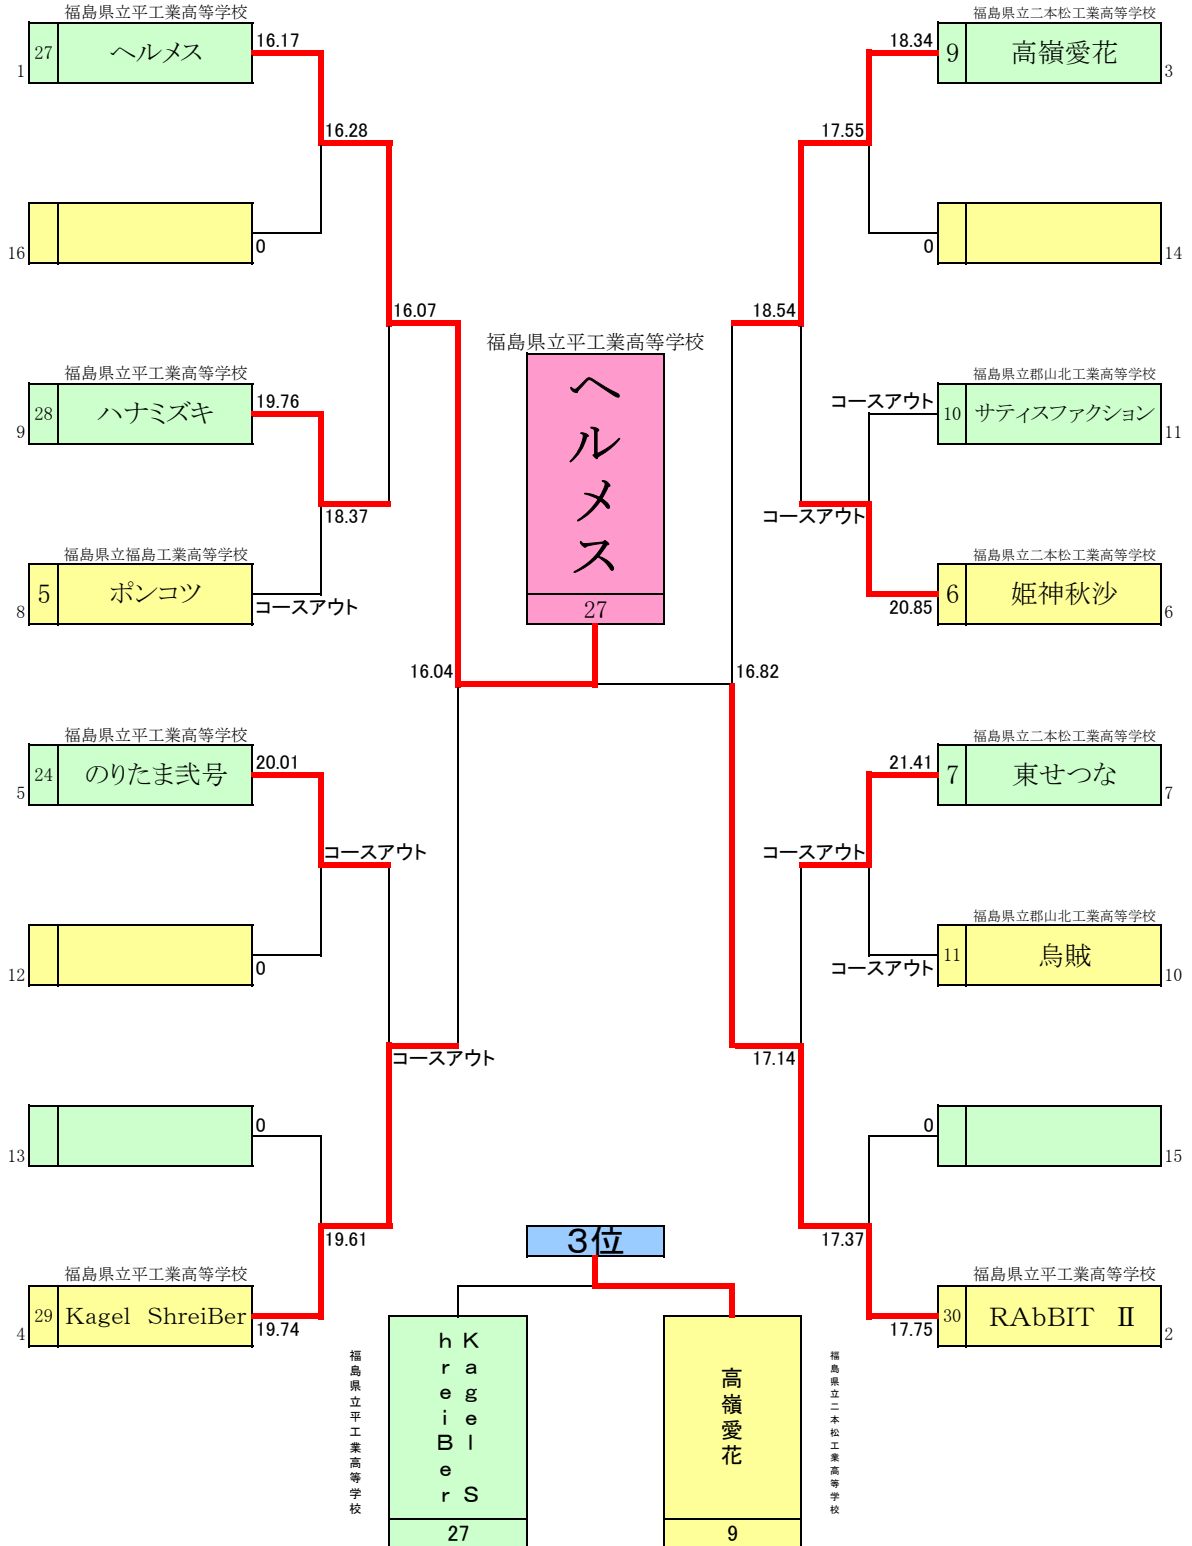 福島県立平工業高等学校
1 27 ヘルメス 16.17
16.28
16 0
16.07
福島県立平工業高等学校
9 28 ハナミズキ 19.76
18.37
福島県立福島工業高等学校
8 5 ポンコツ コースアウト
16.04
福島県立平工業高等学校
5 24 のりたま弐号 20.01
コースアウト
12 0
コースアウト
13 0
19.61
福島県立平工業高等学校
4 29 Kagel ShreiBer 19.74
福島県立平工業高等学校
ヘルメス
27
福島県立二本松工業高等学校
18.34 9 高嶺愛花 3
17.55
0 14
18.54
福島県立郡山北工業高等学校
コースアウト 10 サティスファクション 11
コースアウト
福島県立二本松工業高等学校
20.85 6 姫神秋沙 6
16.82
福島県立二本松工業高等学校
21.41 7 東せつな 7
コースアウト
福島県立郡山北工業高等学校
コースアウト 11 烏賊 10
17.14
0 15
17.37
福島県立平工業高等学校
17.75 30 RAbBIT Ⅱ 2
3位
福島県立平工業高等学校
Kagel S
hreiBer
27
高嶺愛花
9
福島県立二本松工業高等学校